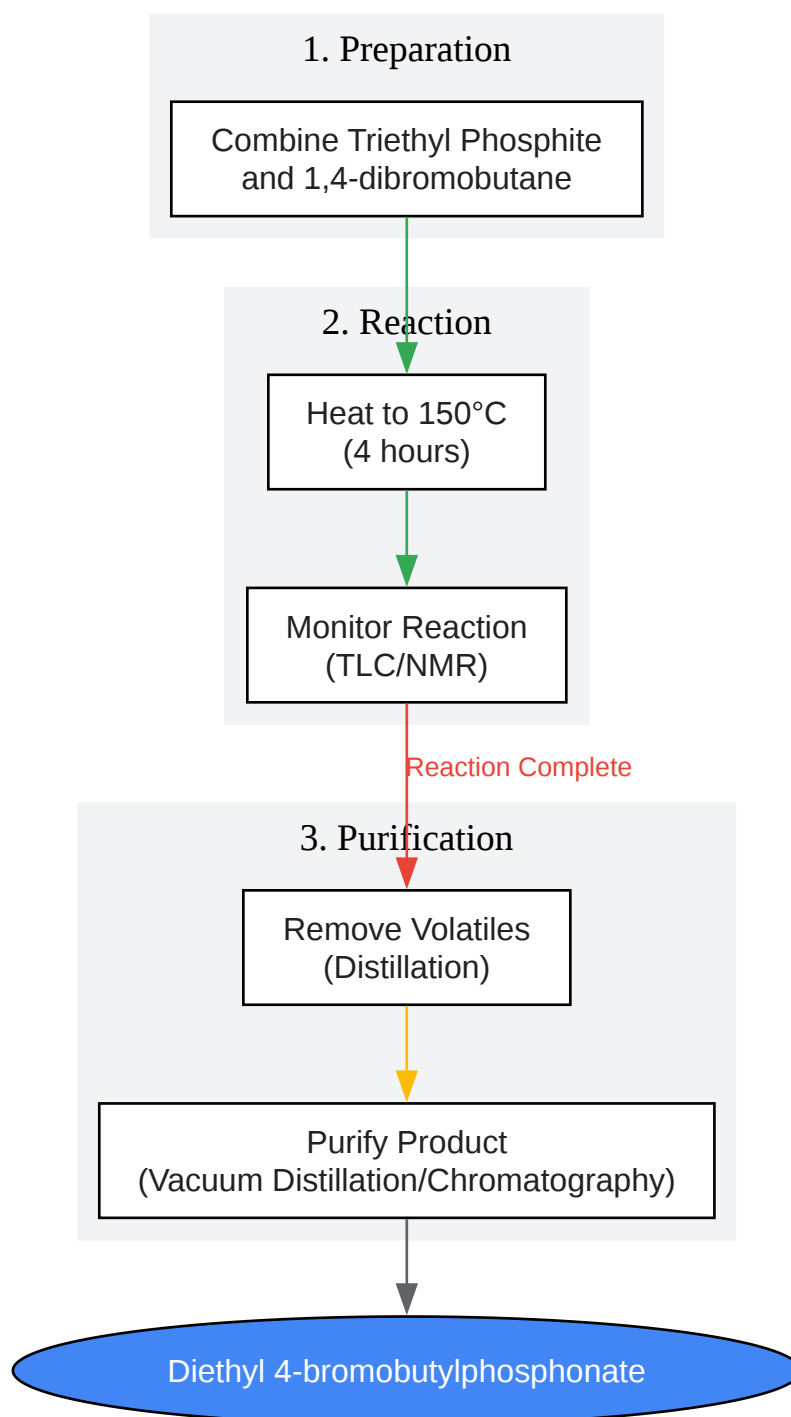 1. Preparation
Combine Triethyl Phosphite
and 1,4-dibromobutane
2. Reaction
Heat to 150°C
(4 hours)
Monitor Reaction
(TLC/NMR)
Reaction Complete
3. Purification
Remove Volatiles
(Distillation)
Purify Product
(Vacuum Distillation/Chromatography)
Diethyl 4-bromobutylphosphonate